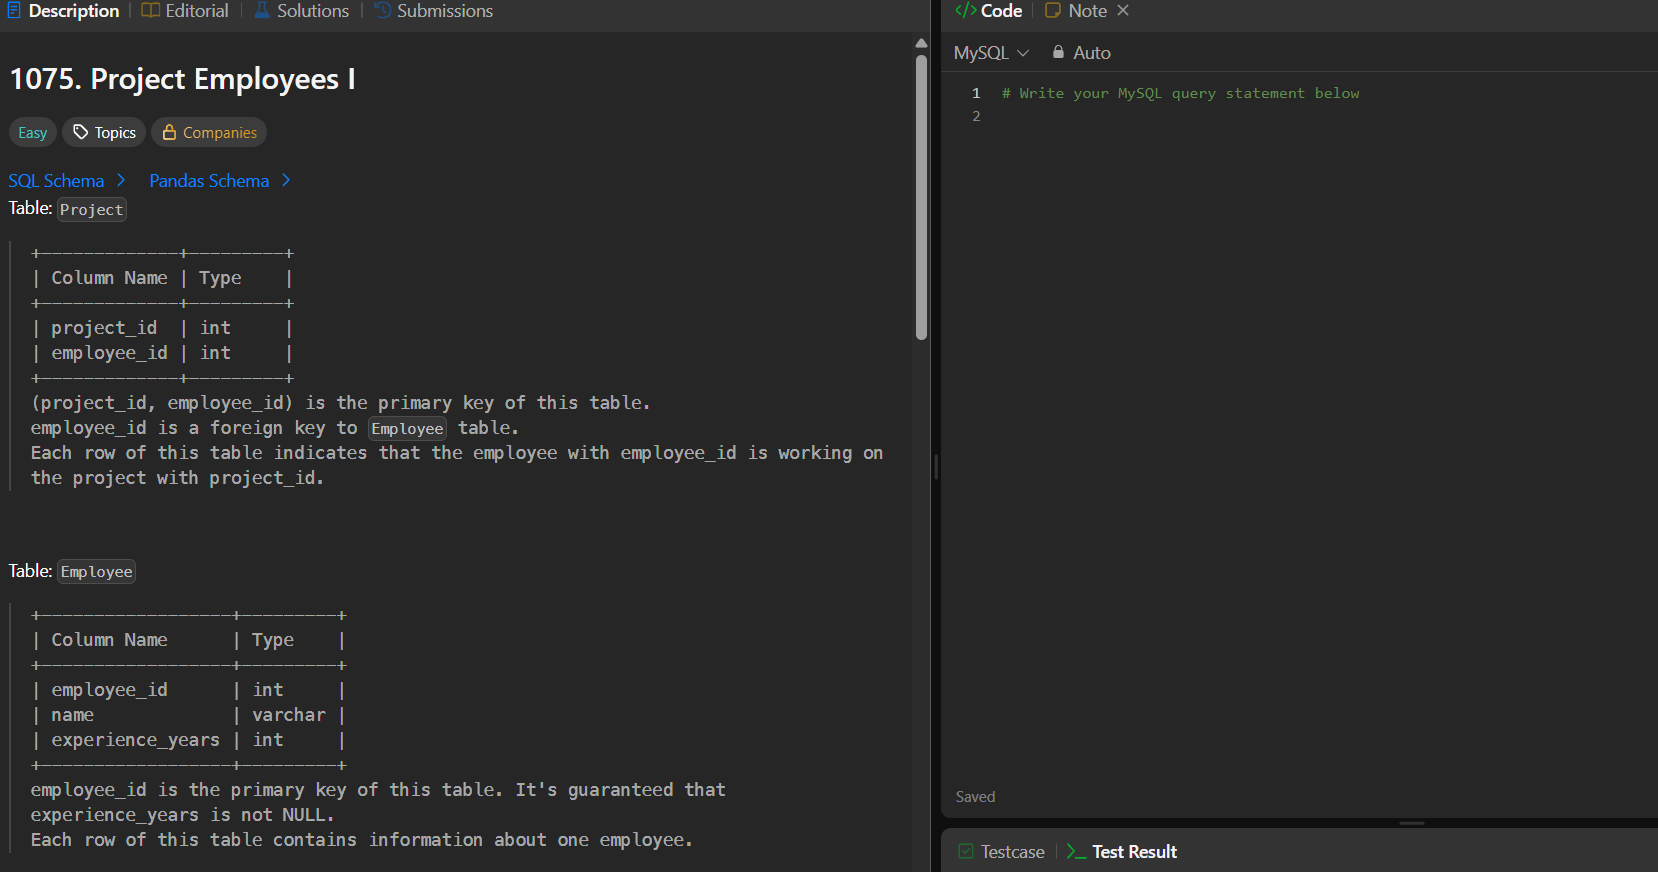 Description | Editorial | Solutions | Submissions
1075. Project Employees I
Easy Topics Companies
SQL Schema > Pandas Schema >
Table: Project
+-------------+---------+
| Column Name | Type    |
+-------------+---------+
| project_id  | int     |
| employee_id | int     |
+-------------+---------+
(project_id, employee_id) is the primary key of this table.
employee_id is a foreign key to Employee table.
Each row of this table indicates that the employee with employee_id is working on
the project with project_id.
Table: Employee
+------------------+---------+
| Column Name      | Type    |
+------------------+---------+
| employee_id      | int     |
| name             | varchar |
| experience_years | int     |
+------------------+---------+
employee_id is the primary key of this table. It's guaranteed that
experience_years is not NULL.
Each row of this table contains information about one employee.
</> Code | Note ×
MySQL Auto
1 # Write your MySQL query statement below
2
Saved
Testcase | >_ Test Result